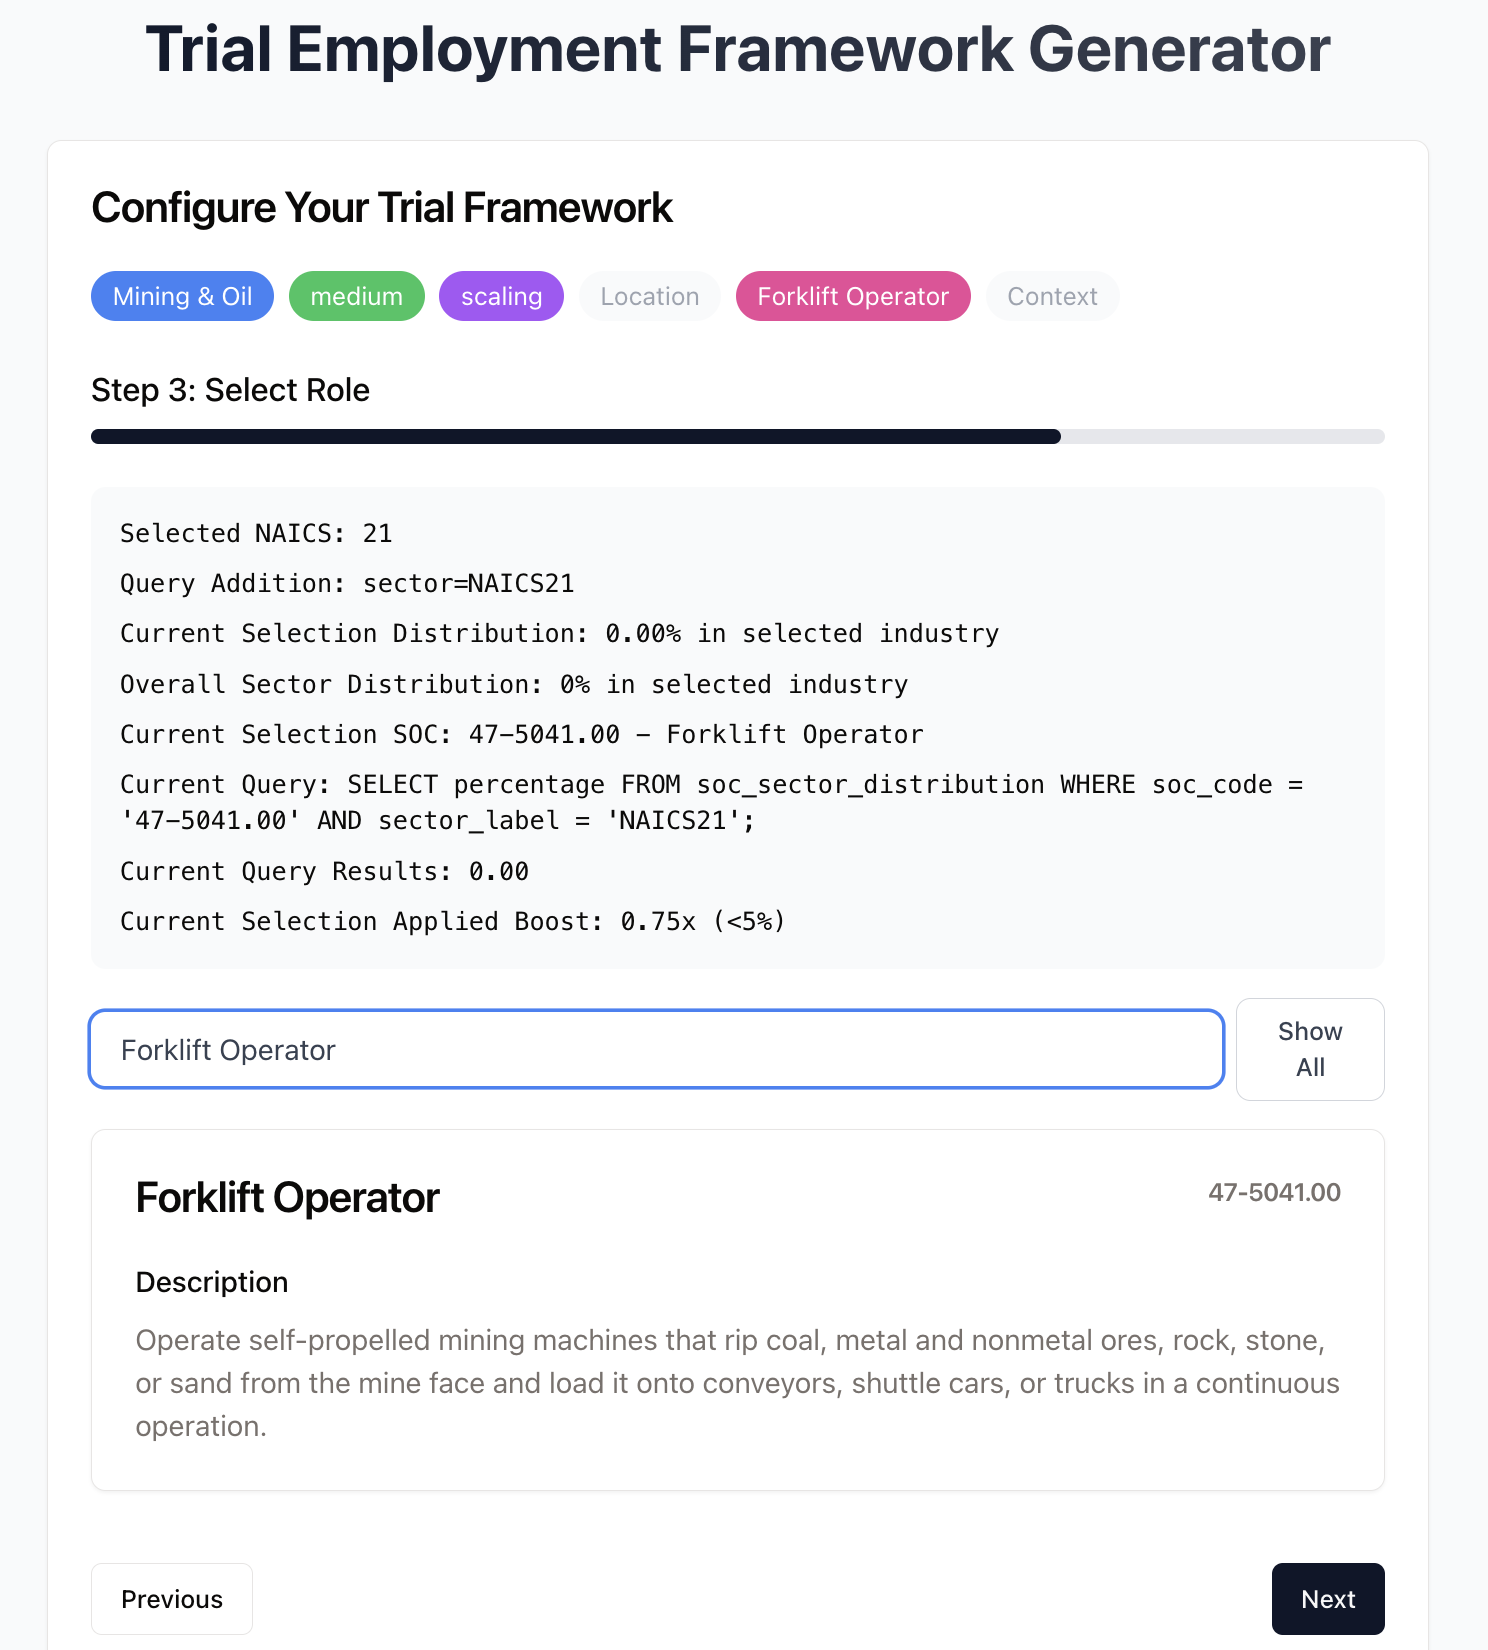 Trial Employment Framework Generator
Configure Your Trial Framework
Mining & Oil medium scaling Location Forklift Operator Context
Step 3: Select Role
Selected NAICS: 21
Query Addition: sector=NAICS21
Current Selection Distribution: 0.00% in selected industry
Overall Sector Distribution: 0% in selected industry
Current Selection SOC: 47-5041.00 - Forklift Operator
Current Query: SELECT percentage FROM soc_sector_distribution WHERE soc_code =
'47-5041.00' AND sector_label = 'NAICS21';
Current Query Results: 0.00
Current Selection Applied Boost: 0.75x (<5%)
Forklift Operator
Show
All
Forklift Operator
47-5041.00
Description
Operate self-propelled mining machines that rip coal, metal and nonmetal ores, rock, stone,
or sand from the mine face and load it onto conveyors, shuttle cars, or trucks in a continuous
operation.
Previous
Next